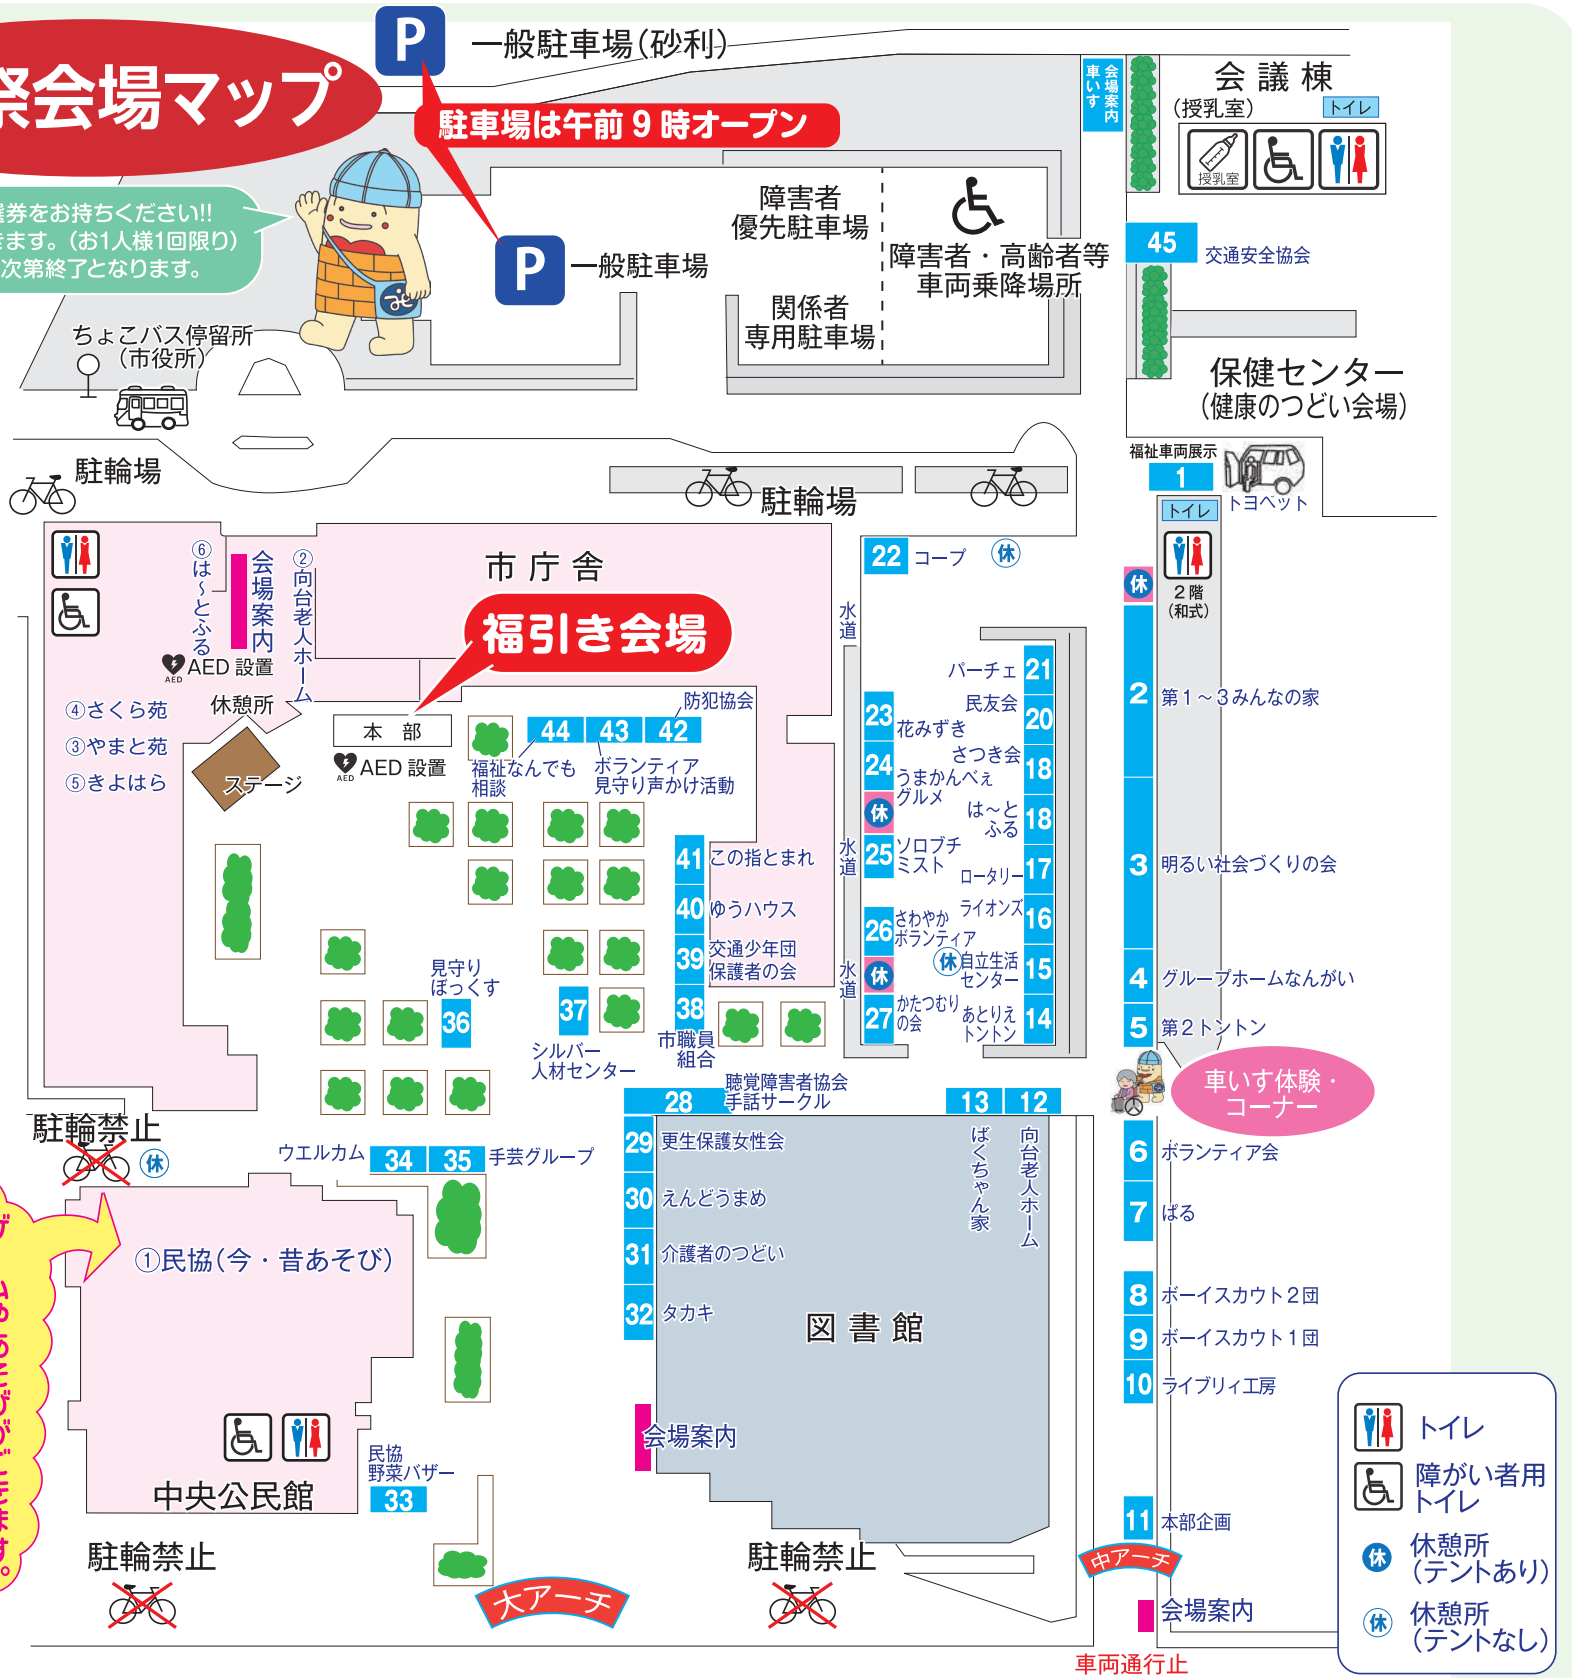 祭会場マップ
P
一般駐車場(砂利)
駐車場は午前9時オープン
券をお持ちください!!
きます。(お1人様1回限り)
次第終了となります。
P
一般駐車場
障害者
優先駐車場
関係者
専用駐車場
障害者・高齢者等
車両乗降場所
会場案内
車いす
会議棟
(授乳室)
トイレ
授乳室
45
交通安全協会
保健センター
(健康のつどい会場)
福祉車両展示
1
トヨペット
トイレ
2階
(和式)
ちょこバス停留所
(市役所)
駐輪場
駐輪場
市庁舎
福引き会場
⑥は~とふる
会場案内
②向台老人ホーム
AED
AED 設置
④さくら苑
③やまと苑
⑤きよはら
休憩所
ステージ
本部
AED
AED 設置
防犯協会
44
43
42
福祉なんでも
相談
ボランティア
見守り声かけ活動
41
この指とまれ
40
ゆうハウス
39
交通少年団
保護者の会
38
市職員
組合
37
シルバー
人材センター
見守り
ぼっくす
36
22
コープ
休
水道
水道
水道
23
花みずき
24
うまかんべぇ
グルメ
休
25
ソロプチ
ミスト
26
さわやか
ボランティア
休
27
かたつむり
の会
パーチェ
21
民友会
20
さつき会
18
は~と
ふる
18
ロータリー
17
ライオンズ
16
休
自立生活
センター
15
あとりえ
トントン
14
休
2
第1~3みんなの家
3
明るい社会づくりの会
4
グループホームなんがい
5
第2トントン
車いす体験・
コーナー
6
ボランティア会
7
ぱる
8
ボーイスカウト2団
9
ボーイスカウト1団
10
ライブリィ工房
11
本部企画
中アーチ
会場案内
車両通行止
28
聴覚障害者協会
手話サークル
13
12
ばくちゃん家
向台老人ホーム
29
更生保護女性会
30
えんどうまめ
31
介護者のつどい
32
タカキ
図書館
会場案内
駐輪禁止
休
ウエルカム
34
35
手芸グループ
①民協(今・昔あそび)
中央公民館
民協
野菜バザー
33
駐輪禁止
大アーチ
駐輪禁止
トイレ
障がい者用
トイレ
休
休憩所
(テントあり)
休
休憩所
(テントなし)